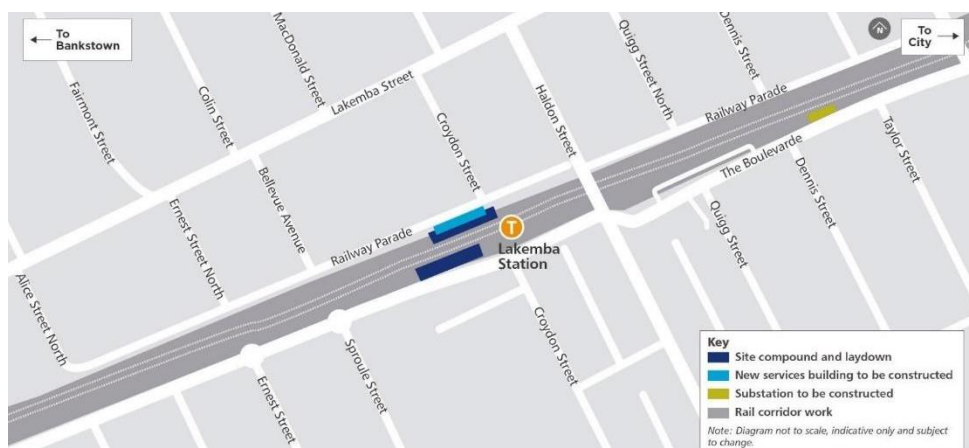 To
Bankstown
MacDonald Street
Lakemba Street
Fairmont Street
Colin Street
Croydon Street
Haldon Street
Quigg Street North
Dennis Street
Railway Parade
N
To
City
Bellevue Avenue
Ernest Street North
Railway Parade
T
Lakemba
Station
The Boulevarde
Taylor Street
Dennis Street
Quigg Street
Alice Street North
Ernest Street
Sproule Street
Croydon Street
Key
Site compound and laydown
New services building to be constructed
Substation to be constructed
Rail corridor work
Note: Diagram not to scale, indicative only and subject
to change.